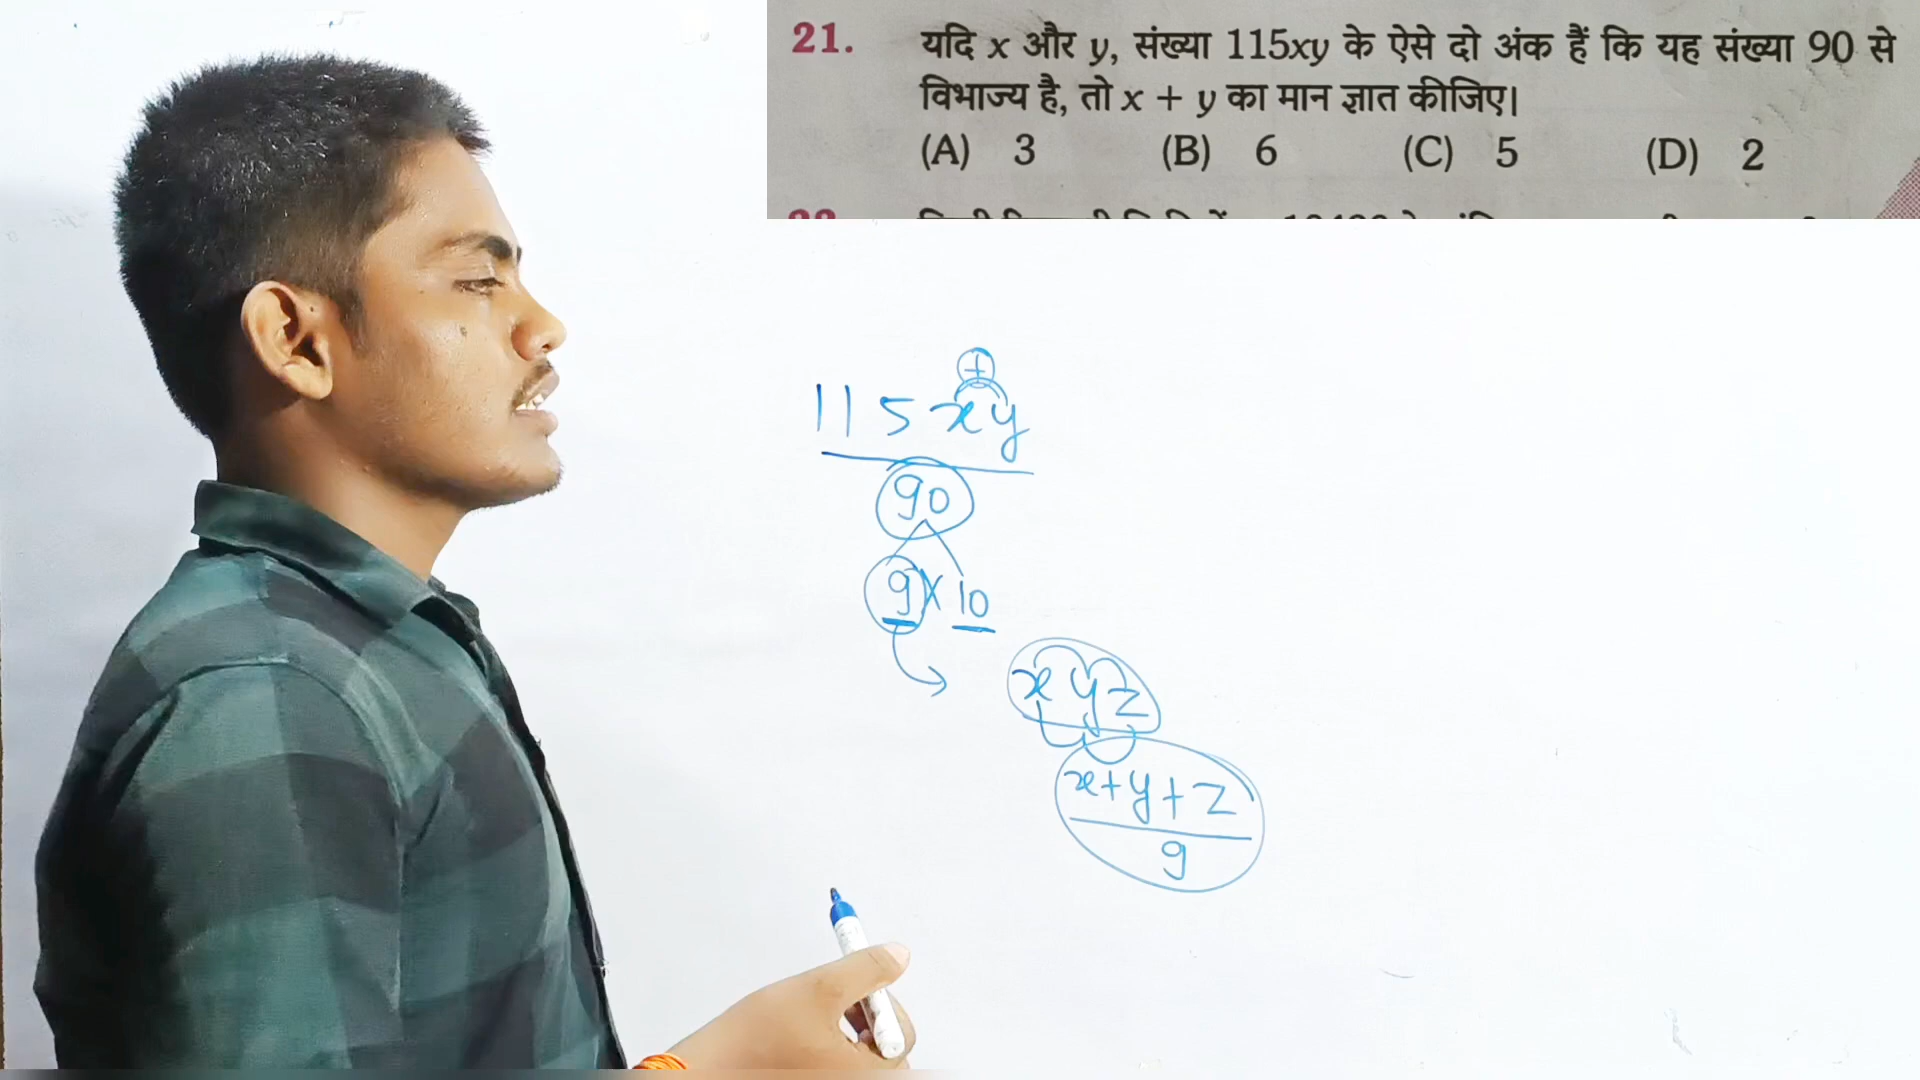 21. यदि x और y, संख्या 115xy के ऐसे दो अंक हैं कि यह संख्या 90 से
विभाज्य है, तो x + y का मान ज्ञात कीजिए।
(A) 3 (B) 6 (C) 5 (D) 2
+
115xy
90
9×10
xyz
x+y+z
9